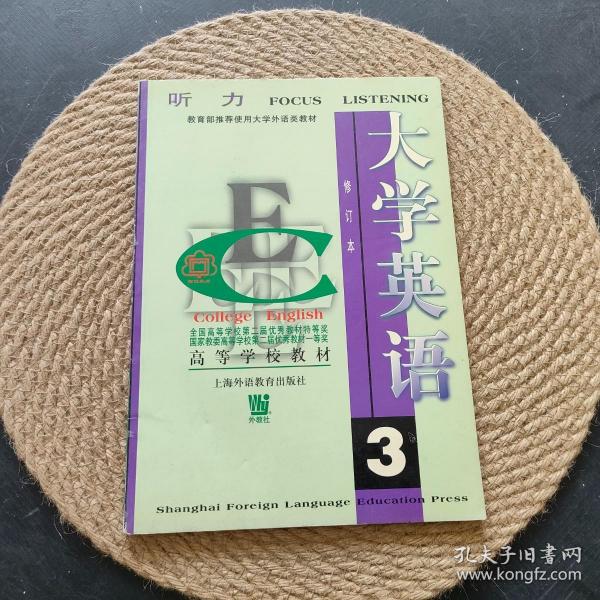 听力 FOCUS LISTENING
教育部推荐使用大学外语类教材
大学英语
修订本
E
C
College English
全国高等学校第二届优秀教材特等奖
国家教委高等学校第二届优秀教材一等奖
高等学校教材
上海外语教育出版社
外教社
3
Shanghai Foreign Language Education Press
孔夫子旧书网
www.kongfz.com